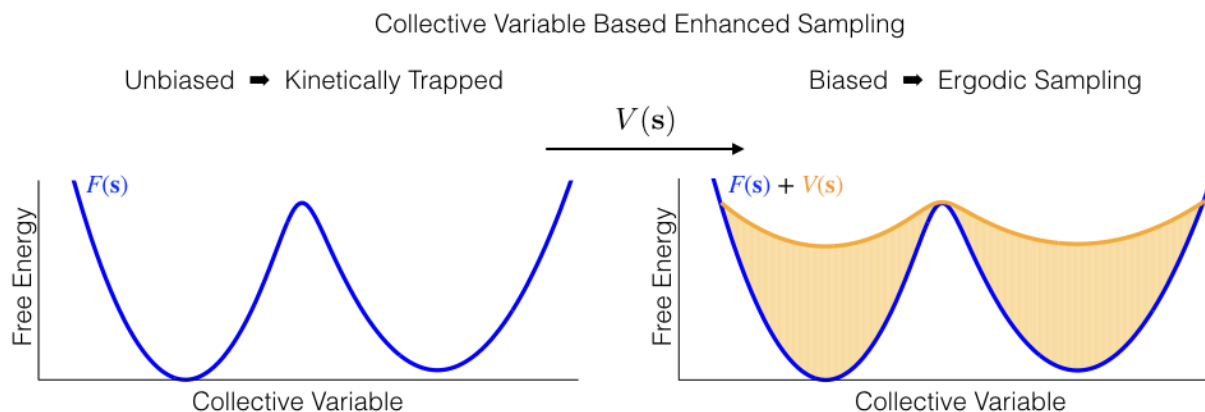 Collective Variable Based Enhanced Sampling
Unbiased ➡ Kinetically Trapped
Biased ➡ Ergodic Sampling
V(s)
F(s)
Free Energy
Collective Variable
F(s) + V(s)
Free Energy
Collective Variable